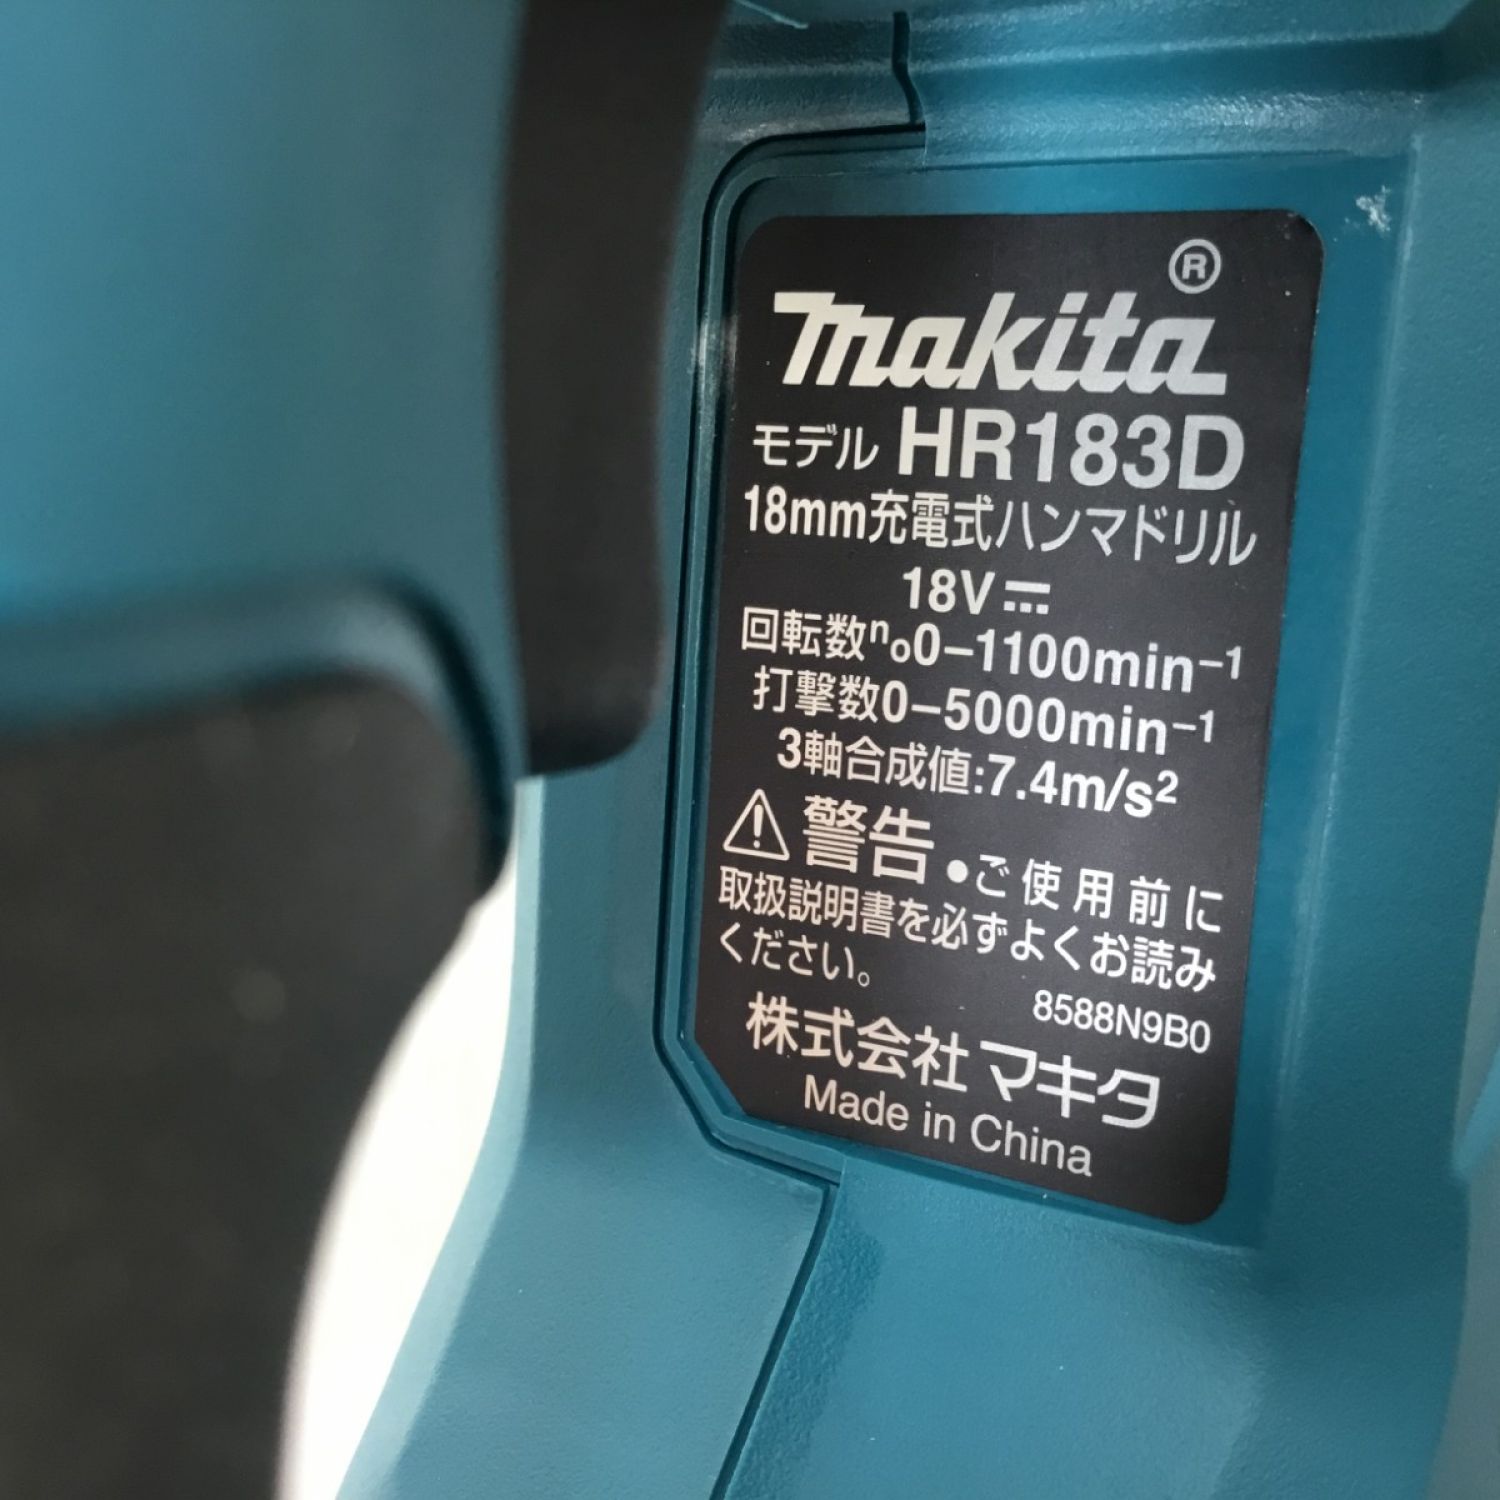 makita®
モデル HR183D
18mm充電式ハンマドリル
18V⎓
回転数n₀0−1100min⁻¹
打撃数0−5000min⁻¹
3軸合成値:7.4m/s²
⚠警告 ●ご使用前に
取扱説明書を必ずよくお読み
ください。
8588N9B0
株式会社マキタ
Made in China